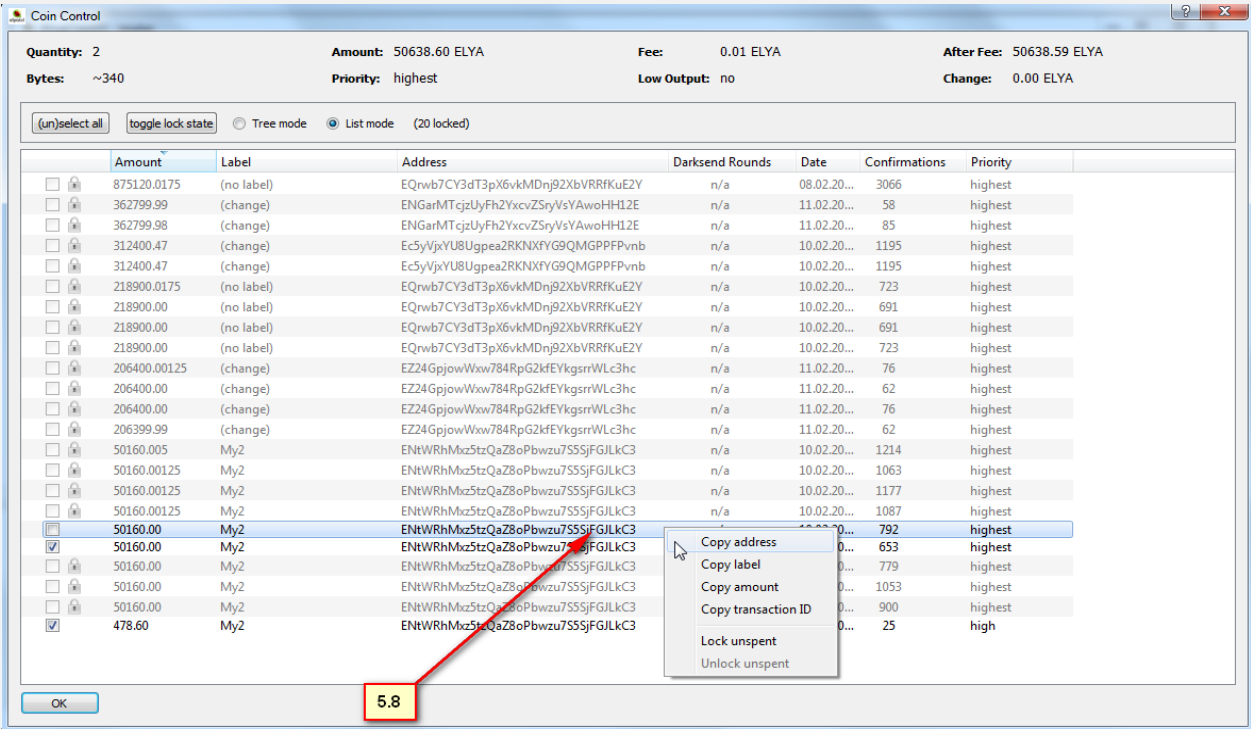 Coin Control
Quantity: 2 Amount: 50638.60 ELYA Fee: 0.01 ELYA After Fee: 50638.59 ELYA
Bytes: ~340 Priority: highest Low Output: no Change: 0.00 ELYA
(un)select all toggle lock state Tree mode List mode (20 locked)
Amount Label Address Darksend Rounds Date Confirmations Priority
875120.0175 (no label) EQrwb7CY3dT3pX6vkMDnj92XbVRRfKuE2Y n/a 08.02.20... 3066 highest
362799.99 (change) ENGarMTcjzUyFh2YxcvZSryVsYAwoHH12E n/a 11.02.20... 58 highest
362799.98 (change) ENGarMTcjzUyFh2YxcvZSryVsYAwoHH12E n/a 11.02.20... 85 highest
312400.47 (change) Ec5yVjxYU8Ugpea2RKNXfYG9QMGPPFPvnb n/a 10.02.20... 1195 highest
312400.47 (change) Ec5yVjxYU8Ugpea2RKNXfYG9QMGPPFPvnb n/a 10.02.20... 1195 highest
218900.0175 (no label) EQrwb7CY3dT3pX6vkMDnj92XbVRRfKuE2Y n/a 10.02.20... 723 highest
218900.00 (no label) EQrwb7CY3dT3pX6vkMDnj92XbVRRfKuE2Y n/a 10.02.20... 691 highest
218900.00 (no label) EQrwb7CY3dT3pX6vkMDnj92XbVRRfKuE2Y n/a 10.02.20... 691 highest
218900.00 (no label) EQrwb7CY3dT3pX6vkMDnj92XbVRRfKuE2Y n/a 10.02.20... 723 highest
206400.00125 (change) EZ24GpjowWxw784RpG2kfEYkgsrrWLc3hc n/a 11.02.20... 76 highest
206400.00 (change) EZ24GpjowWxw784RpG2kfEYkgsrrWLc3hc n/a 11.02.20... 62 highest
206400.00 (change) EZ24GpjowWxw784RpG2kfEYkgsrrWLc3hc n/a 11.02.20... 76 highest
206399.99 (change) EZ24GpjowWxw784RpG2kfEYkgsrrWLc3hc n/a 11.02.20... 62 highest
50160.005 My2 ENtWRhMxz5tzQaZ8oPbwzu7S5SjFGJLkC3 n/a 10.02.20... 1214 highest
50160.00125 My2 ENtWRhMxz5tzQaZ8oPbwzu7S5SjFGJLkC3 n/a 10.02.20... 1063 highest
50160.00125 My2 ENtWRhMxz5tzQaZ8oPbwzu7S5SjFGJLkC3 n/a 10.02.20... 1177 highest
50160.00125 My2 ENtWRhMxz5tzQaZ8oPbwzu7S5SjFGJLkC3 n/a 10.02.20... 1087 highest
50160.00 My2 ENtWRhMxz5tzQaZ8oPbwzu7S5SjFGJLkC3 10.02.20... 792 highest
50160.00 My2 ENtWRhMxz5tzQaZ8oPbwzu7S5SjFGJLkC3 653 highest
50160.00 My2 ENtWRhMxz5tzQaZ8oPbwzu7S5SjFGJLkC3 779 highest
50160.00 My2 ENtWRhMxz5tzQaZ8oPbwzu7S5SjFGJLkC3 1053 highest
50160.00 My2 ENtWRhMxz5tzQaZ8oPbwzu7S5SjFGJLkC3 900 highest
478.60 My2 ENtWRhMxz5tzQaZ8oPbwzu7S5SjFGJLkC3 25 high
Copy address
Copy label
Copy amount
Copy transaction ID
Lock unspent
Unlock unspent
OK
5.8